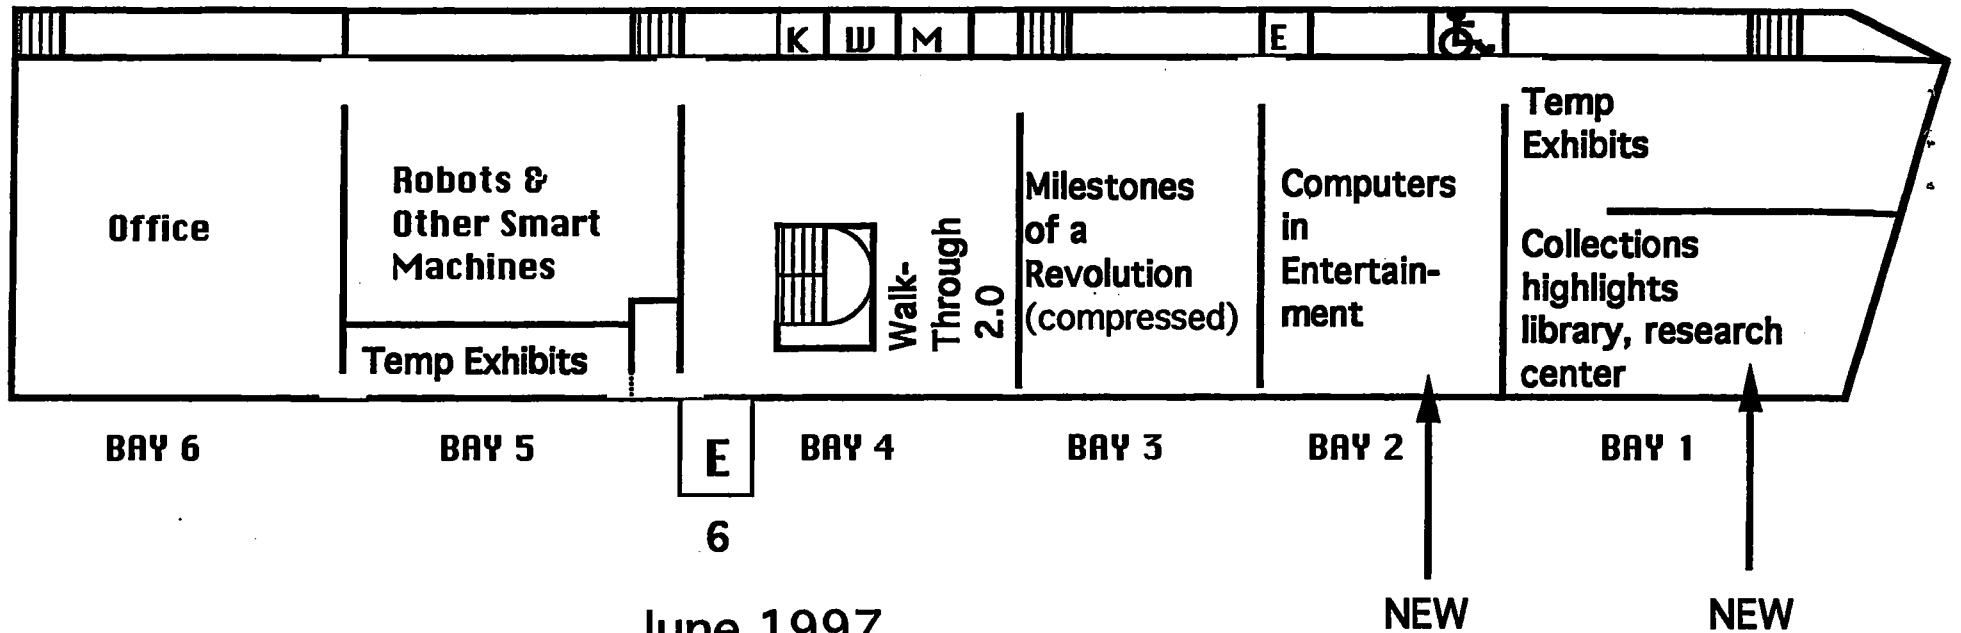 K W M E
Office
Robots &
Other Smart
Machines
Temp Exhibits
Walk-
Through
2.0
Milestones
of a
Revolution
(compressed)
Computers
in
Entertain-
ment
Temp
Exhibits
Collections
highlights
library, research
center
BAY 6 BAY 5 E BAY 4 BAY 3 BAY 2 BAY 1
6
June 1997 NEW NEW